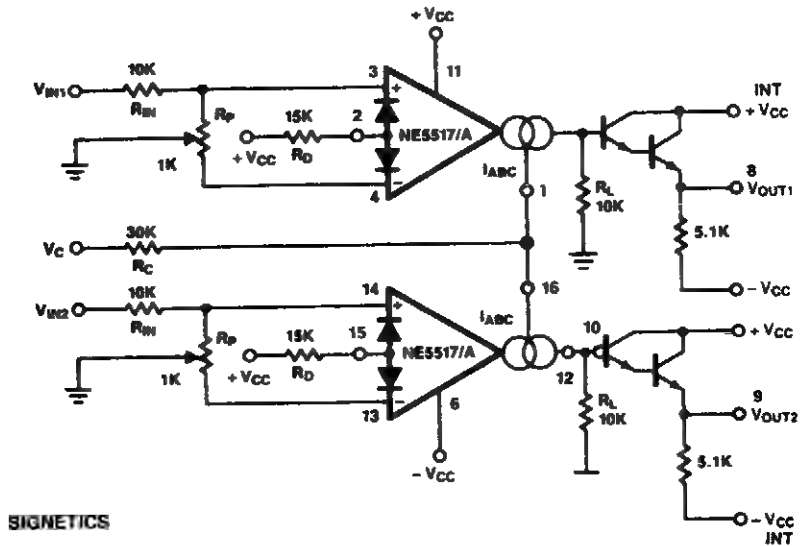 + VCC
11
10K
VIN1
RIN
3
+
INT
+ VCC
RP
15K
2
NE5517/A
+ VCC
RD
1K
IABC
1
RL
10K
8
VOUT1
–
4
5.1K
– VCC
VC
30K
RC
16
10K
VIN2
RIN
14
+
IABC
10
+ VCC
RP
15K
15
NE5517/A
+ VCC
RD
1K
12
RL
10K
9
VOUT2
–
13
6
5.1K
– VCC
– VCC
INT
SIGNETICS